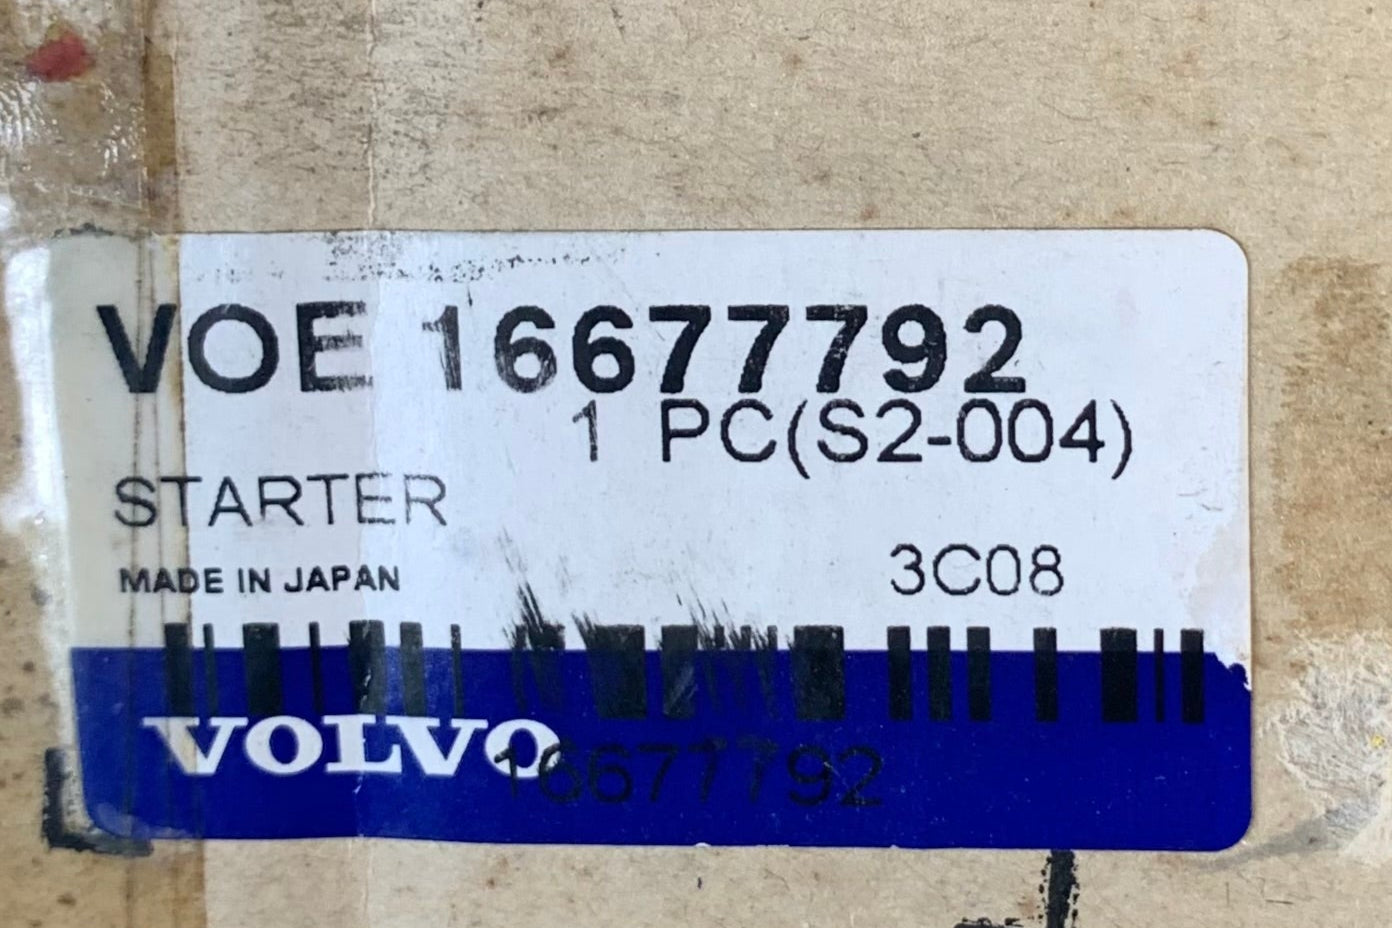 VOE 16677792
1 PC(S2-004)
STARTER
MADE IN JAPAN
3C08
VOLVO
16677792